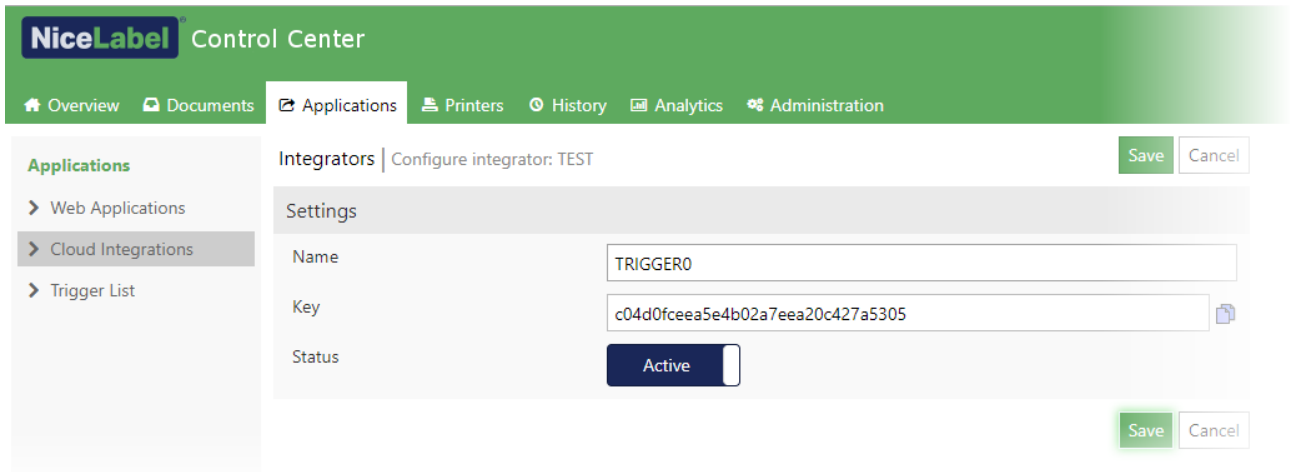 NiceLabel® Control Center
Overview Documents Applications Printers History Analytics Administration
Applications
Web Applications
Cloud Integrations
Trigger List
Integrators | Configure integrator: TEST
Save Cancel
Settings
Name TRIGGER0
Key c04d0fceea5e4b02a7eea20c427a5305
Status Active
Save Cancel